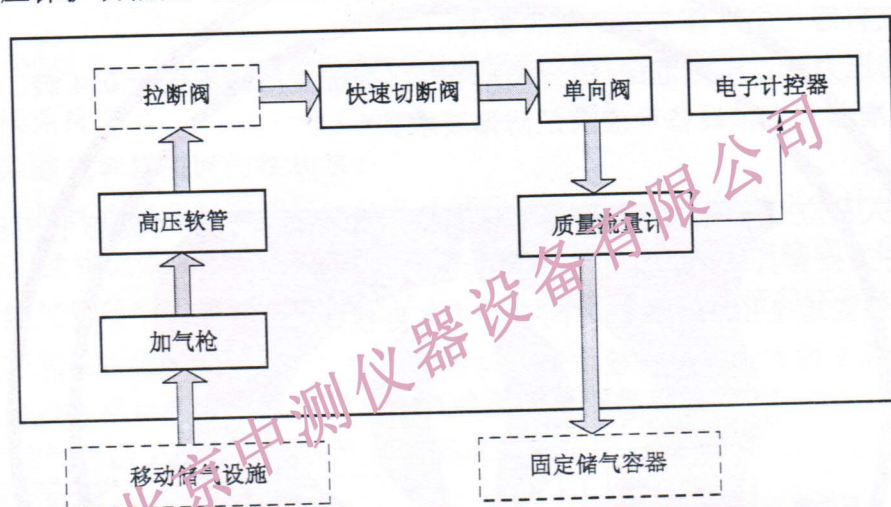 拉断阀
快速切断阀
单向阀
电子计控器
高压软管
质量流量计
加气枪
移动储气设施
固定储气容器
北京中测仪器设备有限公司